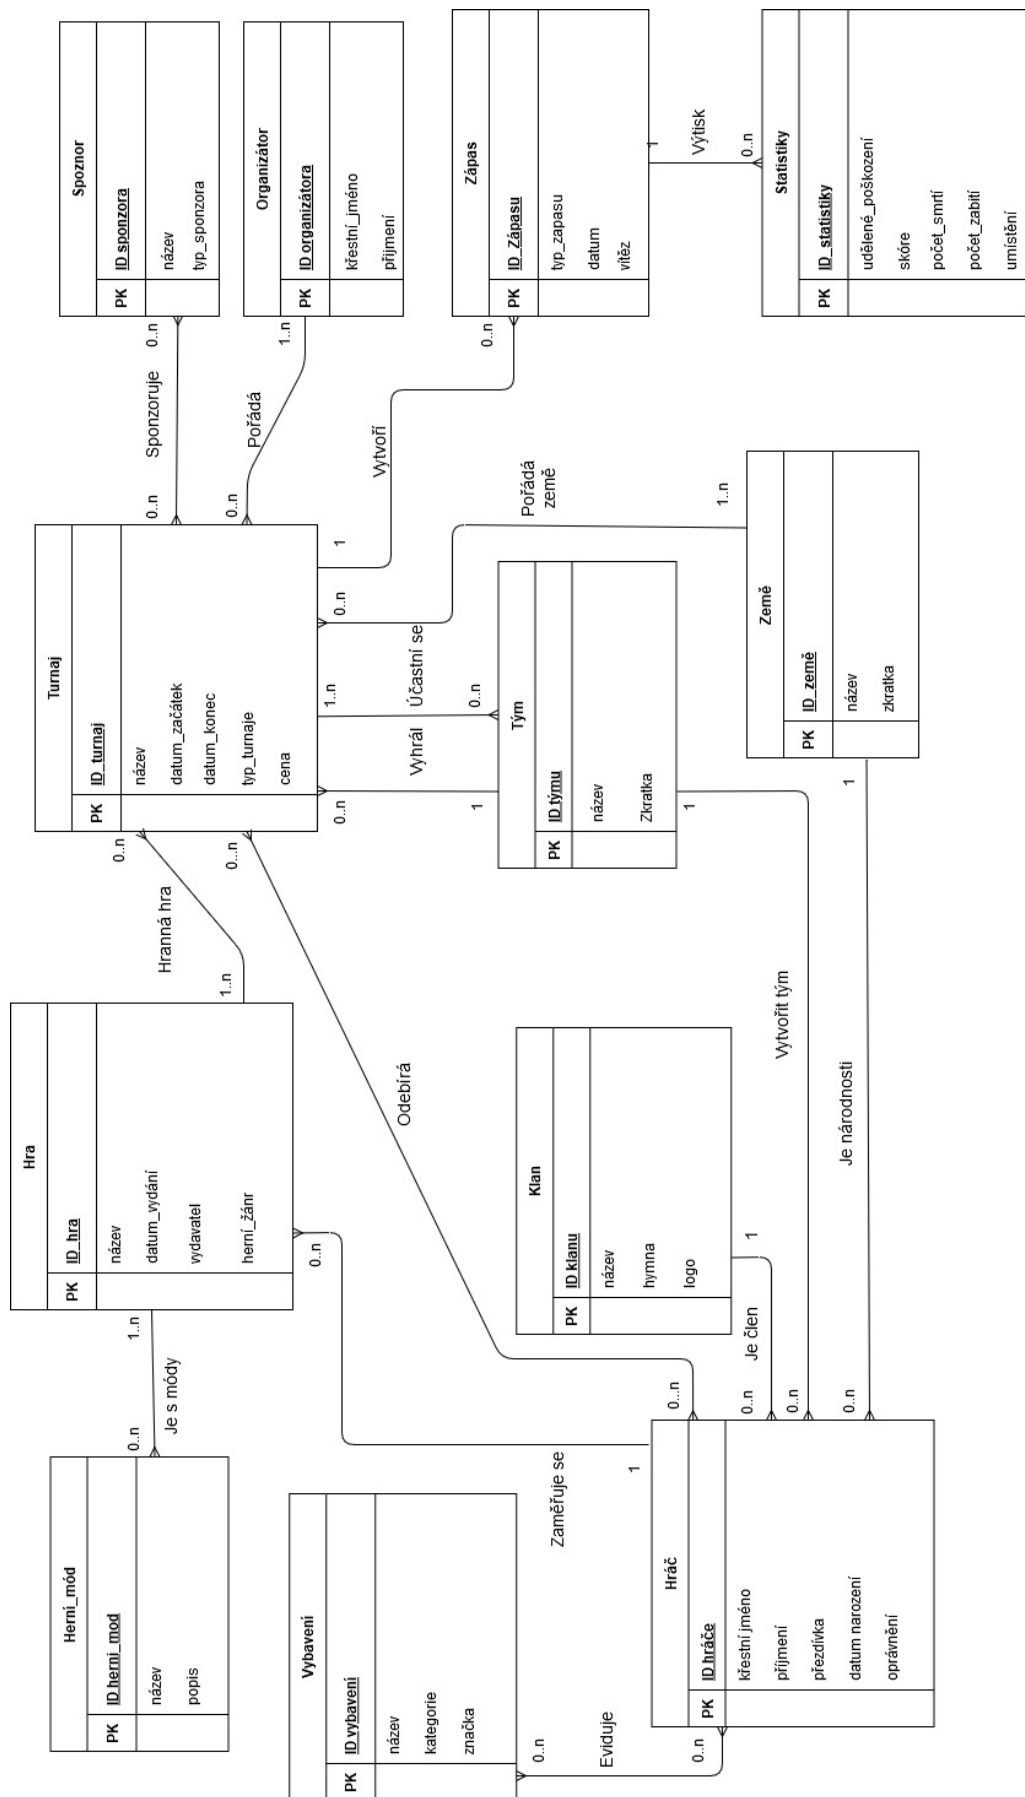 Herní_mód
PK ID herni_mod
název
popis
0..n
Je s módy
1..n
Hra
PK ID_hra
název
datum_vydání
vydavatel
herní_žánr
1..n
Hranná hra
0..n
Turnaj
PK ID_turnaj
název
datum_začátek
datum_konec
typ_turnaje
cena
0..n
Sponzoruje
0..n
Spoznor
PK ID sponzora
název
typ_sponzora
0..n
Pořádá
1..n
Organizátor
PK ID organizátora
křestní_jméno
přijmení
1
Vytvoří
0..n
Zápas
PK ID_Zápasu
typ_zapasu
datum
vítěz
1
Výtisk
0..n
Statistiky
PK ID_statistiky
udělené_poškození
skóre
počet_smrtí
počet_zabití
umístění
0..n
Pořádá
země
1..n
Země
PK ID_země
název
zkratka
1..n
Účastní se
0..n
0..n
Vyhrál
1
Tým
PK ID týmu
název
Zkratka
1
Vytvořit tým
0..n
1
Je národnosti
0..n
0...n
Odebírá
0...n
Klan
PK ID klanu
název
hymna
logo
1
Je člen
0..n
0..n
Zaměřuje se
1
Vybavení
PK ID vybaveni
název
kategorie
značka
0..n
Eviduje
0..n
Hráč
PK ID hráče
křestní jméno
příjmení
přezdívka
datum narození
oprávnění